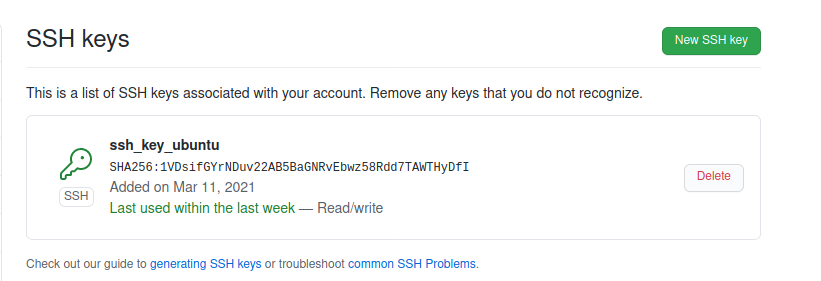 SSH keys
New SSH key
This is a list of SSH keys associated with your account. Remove any keys that you do not recognize.
ssh_key_ubuntu
SHA256:1VDsifGYrNDuv22AB5BaGNRvEbwz58Rdd7TAWTHyDfI
Added on Mar 11, 2021
Last used within the last week — Read/write
SSH
Delete
Check out our guide to generating SSH keys or troubleshoot common SSH Problems.